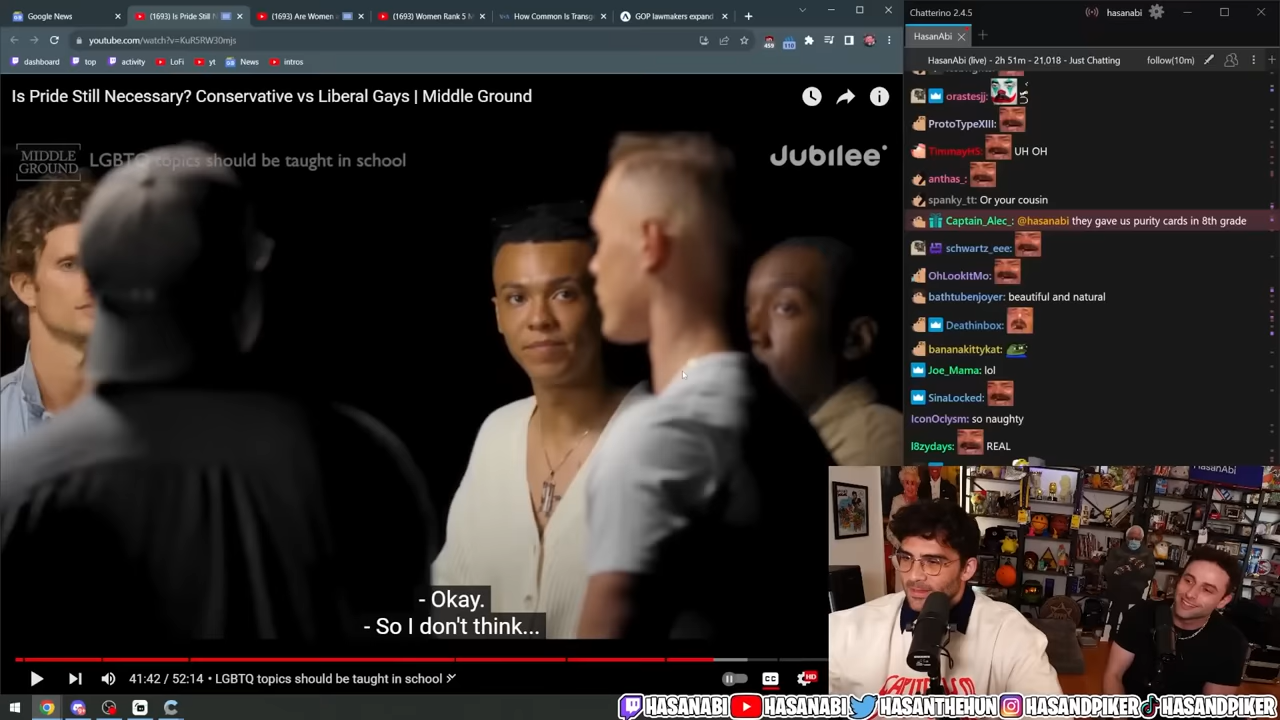 Google News
(1693) Is Pride Still
(1693) Are Women
(1693) Women Rank 5 M
How Common Is Transg
GOP lawmakers expand
youtube.com/watch?v=KuR5RW30mjs
dashboard
top
activity
LoFi
yt
News
intros
Is Pride Still Necessary? Conservative vs Liberal Gays | Middle Ground
MIDDLE
GROUND
LGBTQ topics should be taught in school
Jubilee
- Okay.
- So I don't think...
41:42 / 52:14 • LGBTQ topics should be taught in school
CC
HD
Chatterino 2.4.5
hasanabi
HasanAbi
HasanAbi (live) - 2h 51m - 21,018 - Just Chatting
follow(10m)
orastesjj:
ProtoTypeXIII:
TimmayHS: UH OH
anthas_:
spanky_tt: Or your cousin
Captain_Alec_: @hasanabi they gave us purity cards in 8th grade
schwartz_eee:
OhLookItMo:
bathtubenjoyer: beautiful and natural
Deathinbox:
bananakittykat:
Joe_Mama: lol
SinaLocked:
IconOclysm: so naughty
l8zydays: REAL
HASANABI
HASANABI
HASANTHEHUN
HASANDPIKER
HASANDPIKER